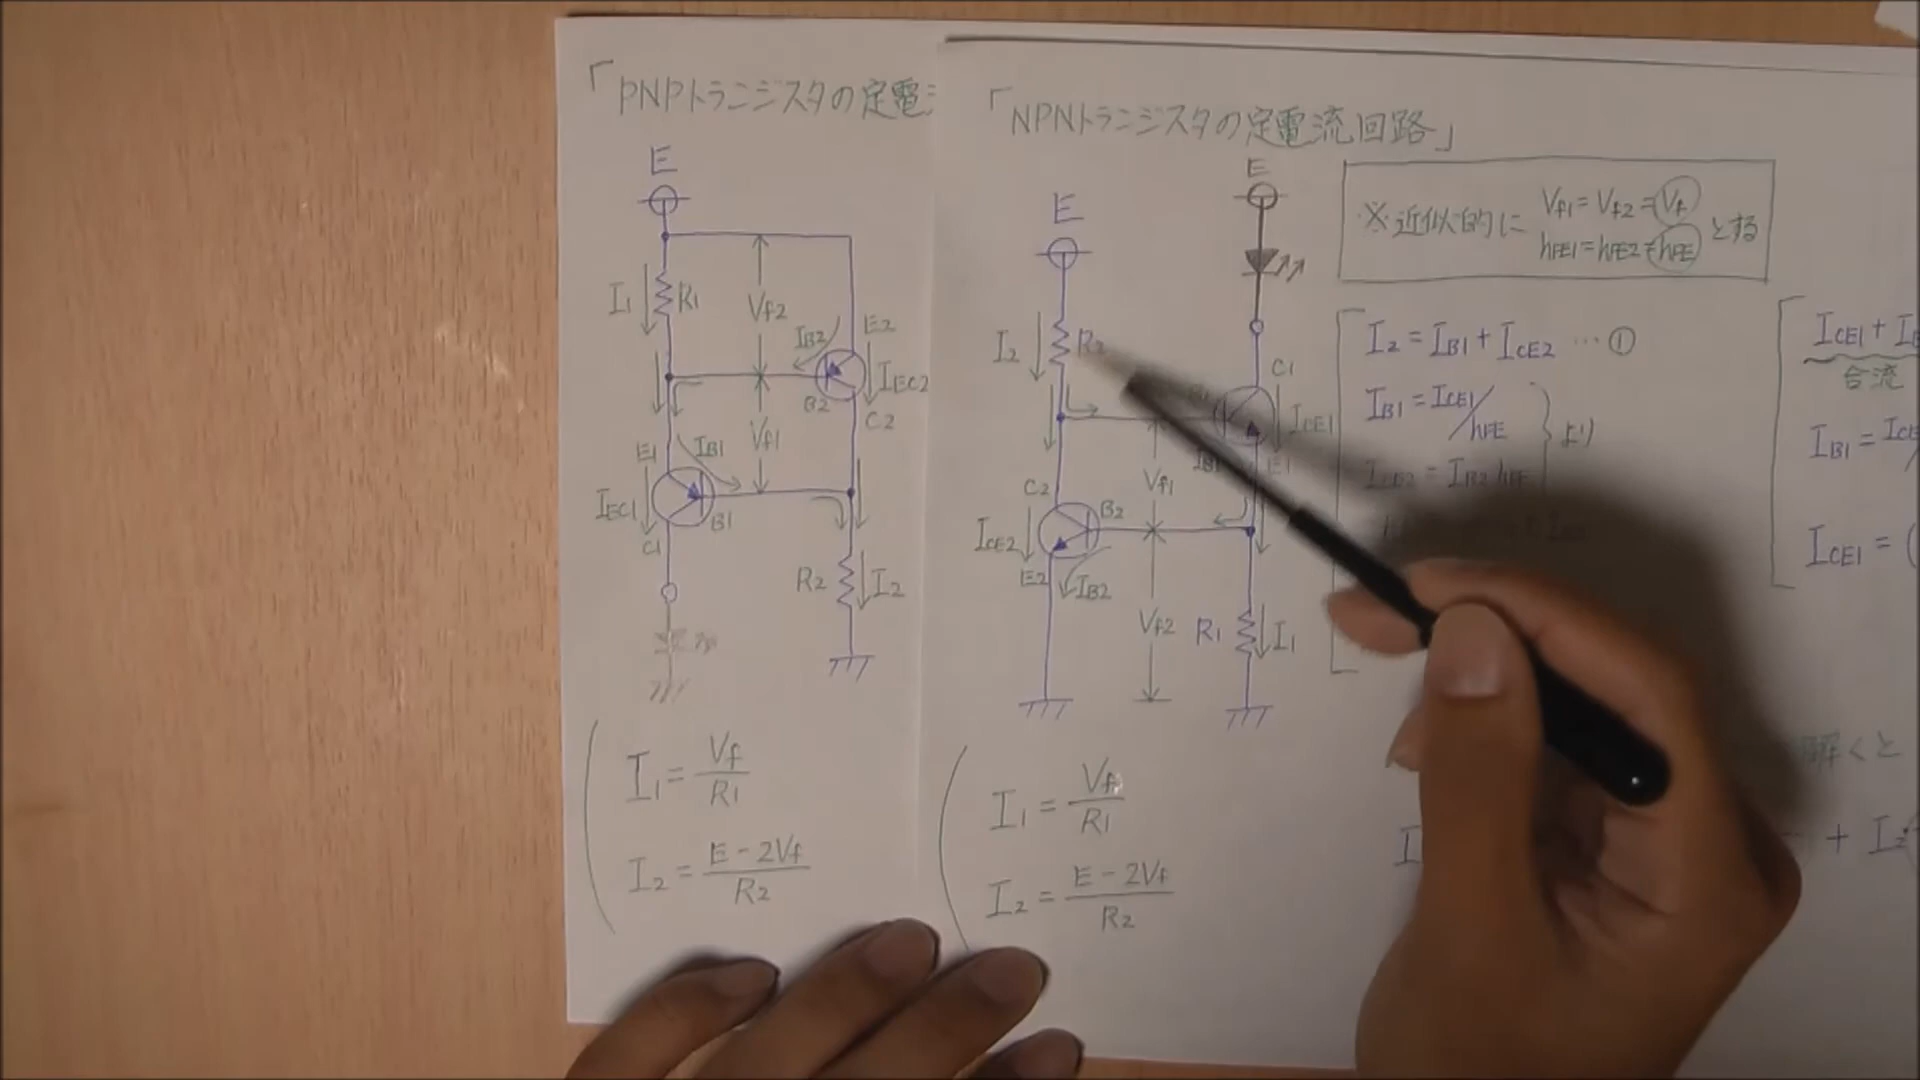 「PNPトランジスタの定電
E
I₁
R₁
Vf2
IB2
E2
IEC2
B2
C2
Vf1
E1
IB1
IEC1
B1
C1
R2
I₂
I₁ = Vf / R₁
I₂ = E - 2Vf / R₂
「NPNトランジスタの定電流回路」
E
E
I₂
R₂
C1
ICE1
E1
Vf1
C2
B2
ICE2
E2
IB2
Vf2
R₁
I₁
I₁ = Vf / R₁
I₂ = E - 2Vf / R₂
※近似的に Vf1 = Vf2 = Vf
hFE1 = hFE2 = hFE とする
I₂ = IB1 + ICE2 … ①
IB1 = ICE1 / hFE
より
ICE1 +
合流
IB1 =
ICE1 = (
解くと
I
+ I₂